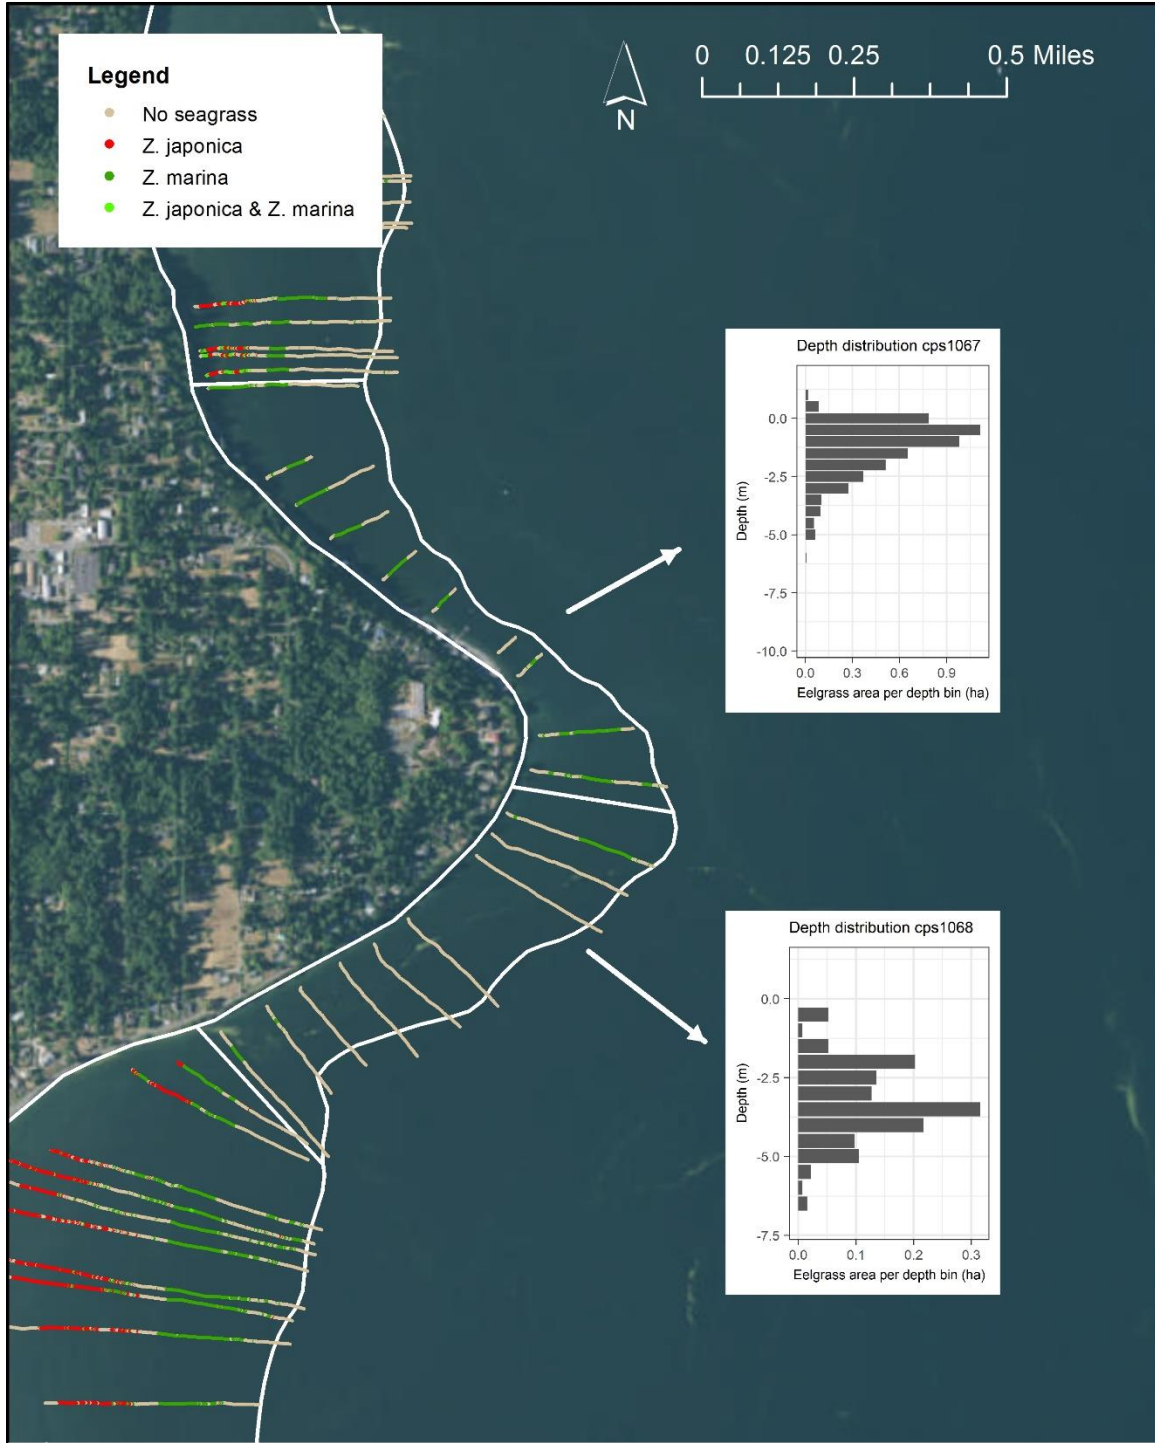 Legend
No seagrass
Z. japonica
Z. marina
Z. japonica & Z. marina
N
0 0.125 0.25 0.5 Miles
Depth distribution cps1067
Depth (m)
0.0
-2.5
-5.0
-7.5
-10.0
0.0 0.3 0.6 0.9
Eelgrass area per depth bin (ha)
Depth distribution cps1068
Depth (m)
0.0
-2.5
-5.0
-7.5
0.0 0.1 0.2 0.3
Eelgrass area per depth bin (ha)